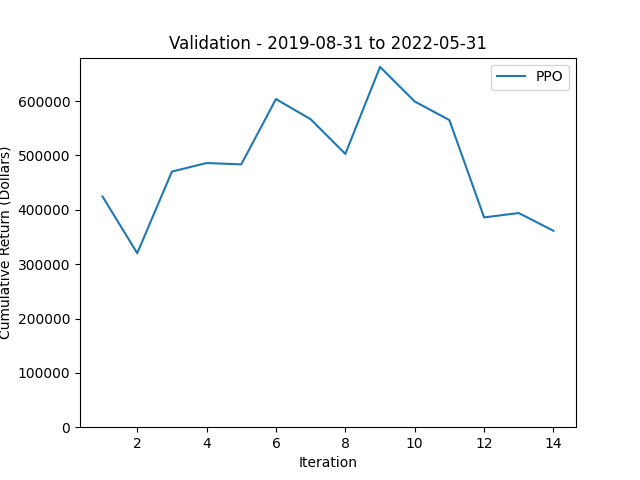 Validation - 2019-08-31 to 2022-05-31
PPO
Cumulative Return (Dollars)
600000
500000
400000
300000
200000
100000
0
2 4 6 8 10 12 14
Iteration